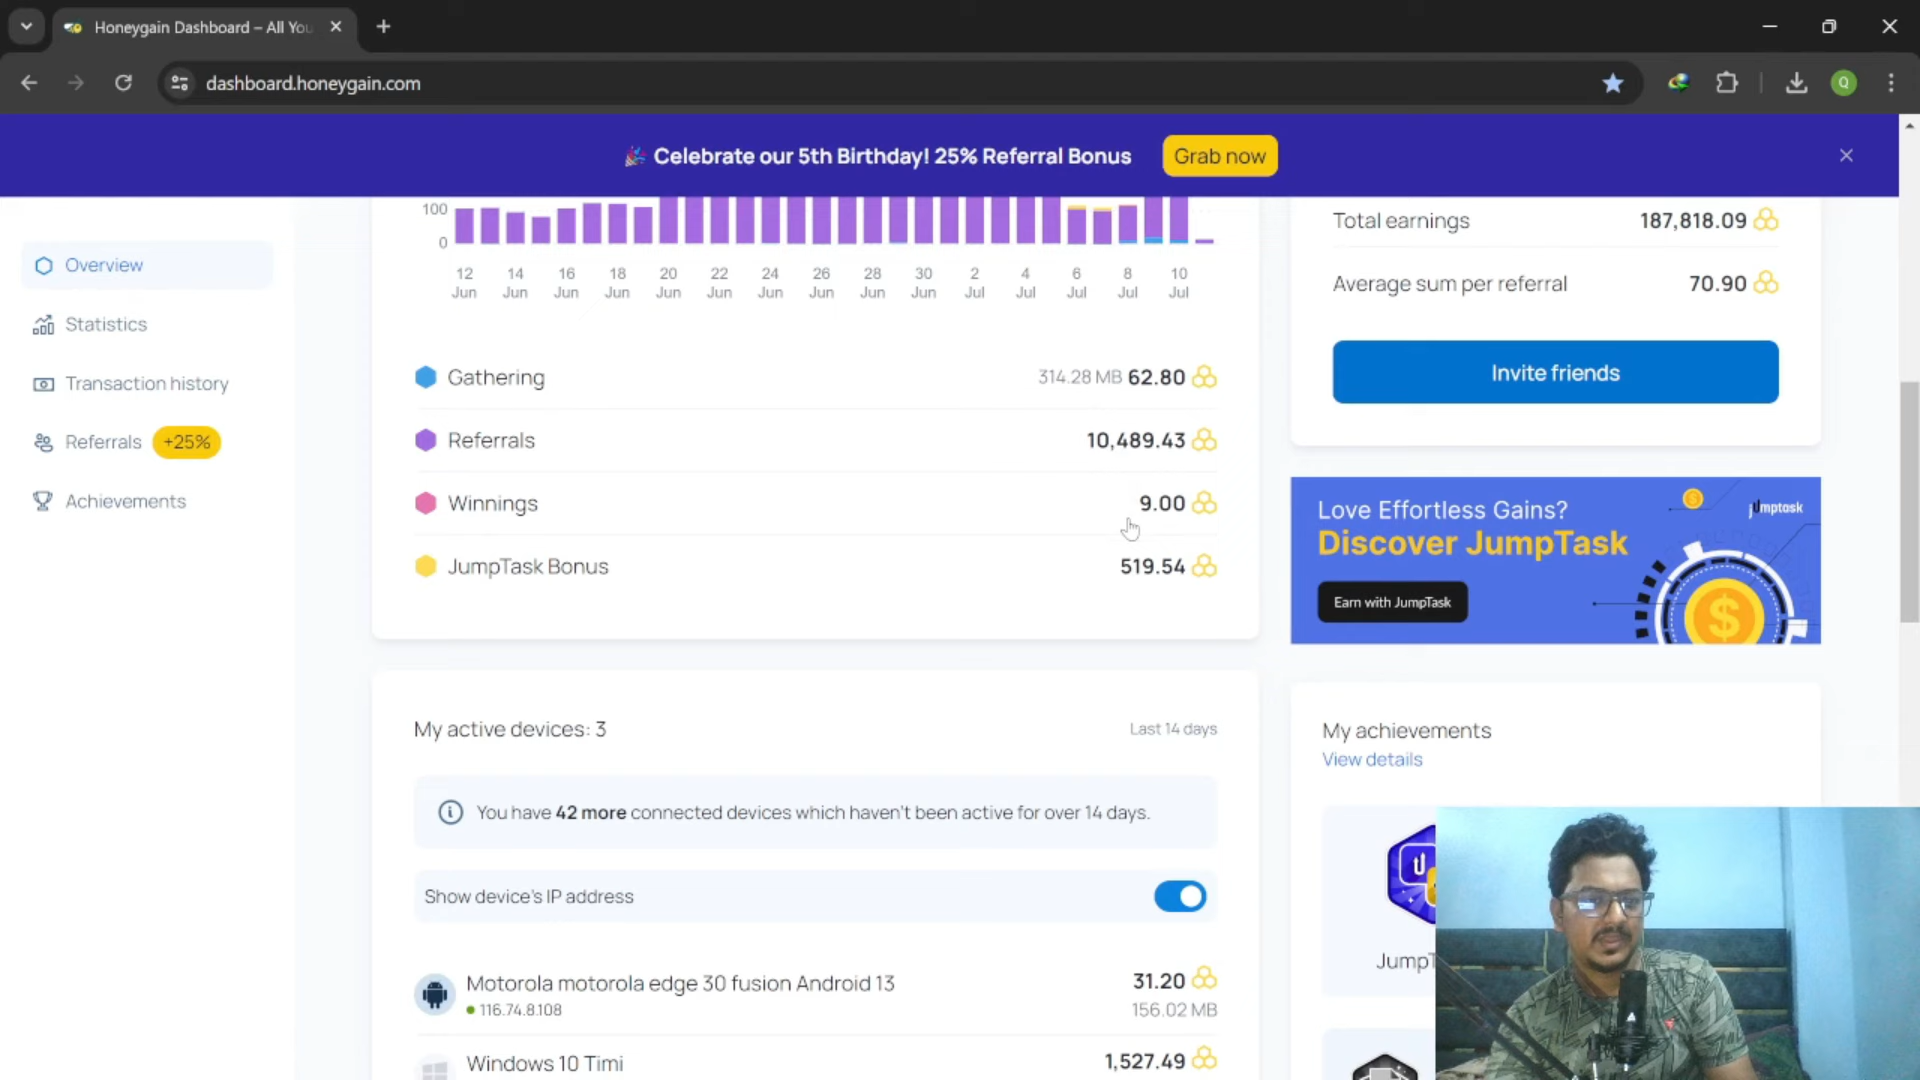 Honeygain Dashboard – All You
dashboard.honeygain.com
Q
Celebrate our 5th Birthday! 25% Referral Bonus
Grab now
Overview
Statistics
Transaction history
Referrals +25%
Achievements
100
0
12 Jun 14 Jun 16 Jun 18 Jun 20 Jun 22 Jun 24 Jun 26 Jun 28 Jun 30 Jun 2 Jul 4 Jul 6 Jul 8 Jul 10 Jul
Gathering 314.28 MB 62.80
Referrals 10,489.43
Winnings 9.00
JumpTask Bonus 519.54
My active devices: 3 Last 14 days
You have 42 more connected devices which haven't been active for over 14 days.
Show device's IP address
Motorola motorola edge 30 fusion Android 13 31.20
116.74.8.108 156.02 MB
Windows 10 Timi 1,527.49
Total earnings 187,818.09
Average sum per referral 70.90
Invite friends
Love Effortless Gains?
jumptask
Discover JumpTask
Earn with JumpTask
My achievements
View details
JumpT